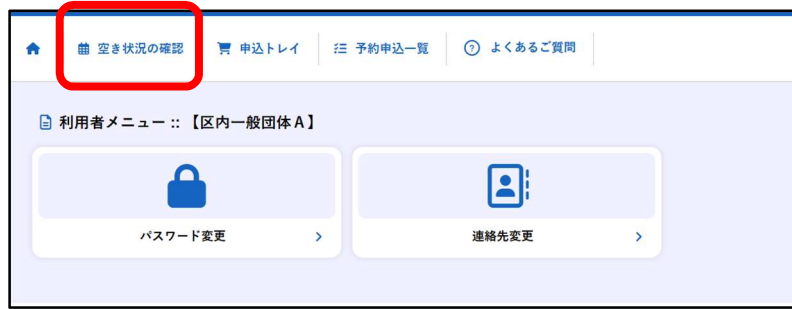 空き状況の確認 申込トレイ 予約申込一覧 よくあるご質問
利用者メニュー :: 【区内一般団体A】
パスワード変更 連絡先変更